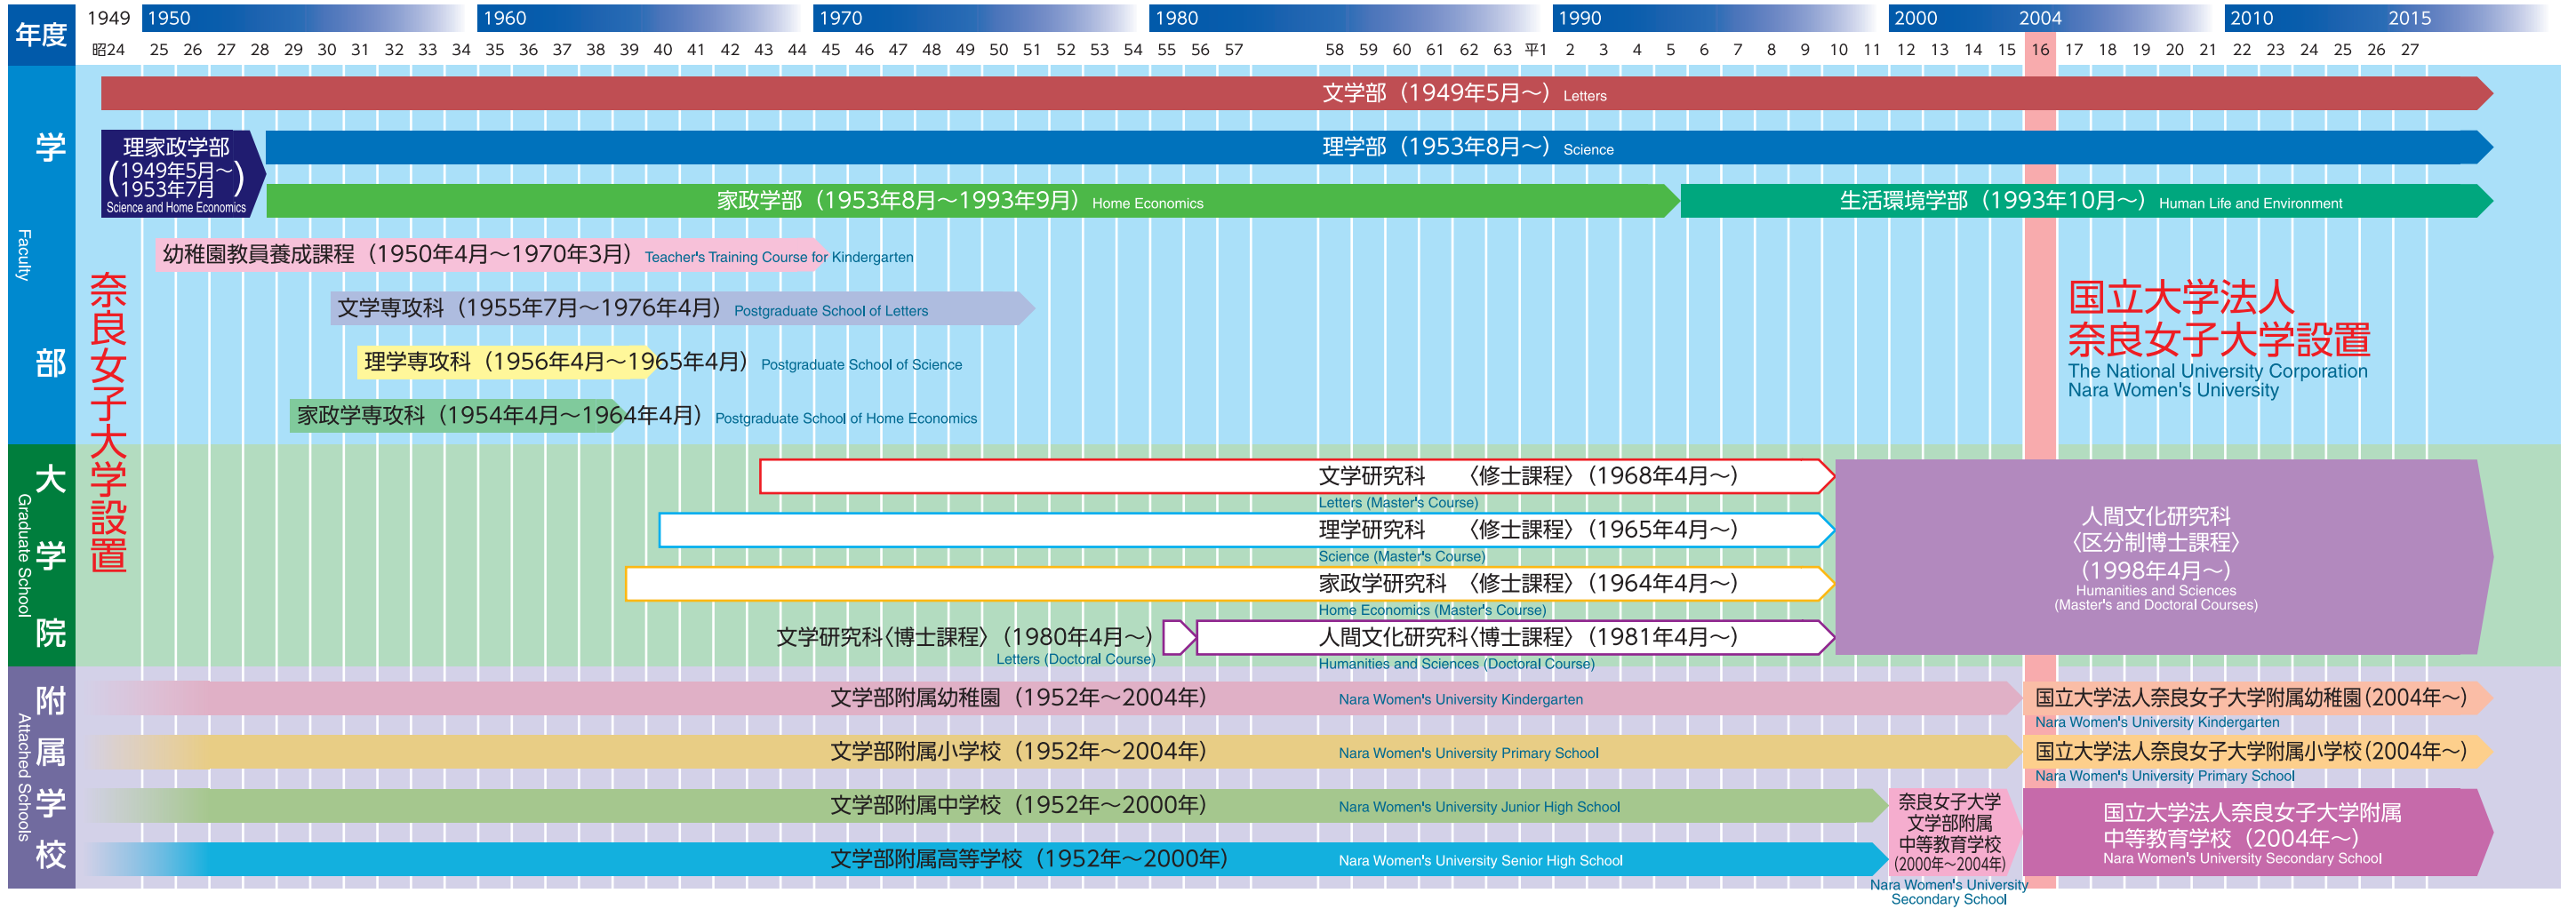 年度
1949 1950 1960 1970 1980 1990 2000 2004 2010 2015
昭24 25 26 27 28 29 30 31 32 33 34 35 36 37 38 39 40 41 42 43 44 45 46 47 48 49 50 51 52 53 54 55 56 57 58 59 60 61 62 63 平1 2 3 4 5 6 7 8 9 10 11 12 13 14 15 16 17 18 19 20 21 22 23 24 25 26 27
学部
Faculty
文学部（1949年5月～） Letters
理家政学部
（1949年5月～
1953年7月）
Science and Home Economics
理学部（1953年8月～） Science
家政学部（1953年8月～1993年9月） Home Economics
生活環境学部（1993年10月～） Human Life and Environment
幼稚園教員養成課程（1950年4月～1970年3月） Teacher's Training Course for Kindergarten
文学専攻科（1955年7月～1976年4月） Postgraduate School of Letters
理学専攻科（1956年4月～1965年4月） Postgraduate School of Science
家政学専攻科（1954年4月～1964年4月） Postgraduate School of Home Economics
奈良女子大学設置
国立大学法人
奈良女子大学設置
The National University Corporation
Nara Women's University
大学院
Graduate School
文学研究科 〈修士課程〉（1968年4月～）
Letters (Master's Course)
理学研究科 〈修士課程〉（1965年4月～）
Science (Master's Course)
家政学研究科 〈修士課程〉（1964年4月～）
Home Economics (Master's Course)
文学研究科〈博士課程〉（1980年4月～）
Letters (Doctoral Course)
人間文化研究科〈博士課程〉（1981年4月～）
Humanities and Sciences (Doctoral Course)
人間文化研究科
〈区分制博士課程〉
（1998年4月～）
Humanities and Sciences
(Master's and Doctoral Courses)
附属学校
Attached Schools
文学部附属幼稚園（1952年～2004年） Nara Women's University Kindergarten
国立大学法人奈良女子大学附属幼稚園（2004年～）
Nara Women's University Kindergarten
文学部附属小学校（1952年～2004年） Nara Women's University Primary School
国立大学法人奈良女子大学附属小学校（2004年～）
Nara Women's University Primary School
文学部附属中学校（1952年～2000年） Nara Women's University Junior High School
文学部附属高等学校（1952年～2000年） Nara Women's University Senior High School
奈良女子大学
文学部附属
中等教育学校
（2000年～2004年）
Nara Women's University
Secondary School
国立大学法人奈良女子大学附属
中等教育学校（2004年～）
Nara Women's University Secondary School